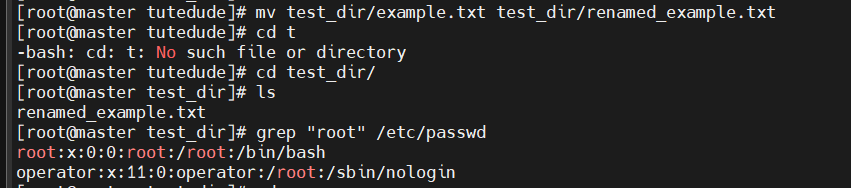 [root@master tutedude]# mv test_dir/example.txt test_dir/renamed_example.txt
[root@master tutedude]# cd t
-bash: cd: t: No such file or directory
[root@master tutedude]# cd test_dir/
[root@master test_dir]# ls
renamed_example.txt
[root@master test_dir]# grep "root" /etc/passwd
root:x:0:0:root:/root:/bin/bash
operator:x:11:0:operator:/root:/sbin/nologin